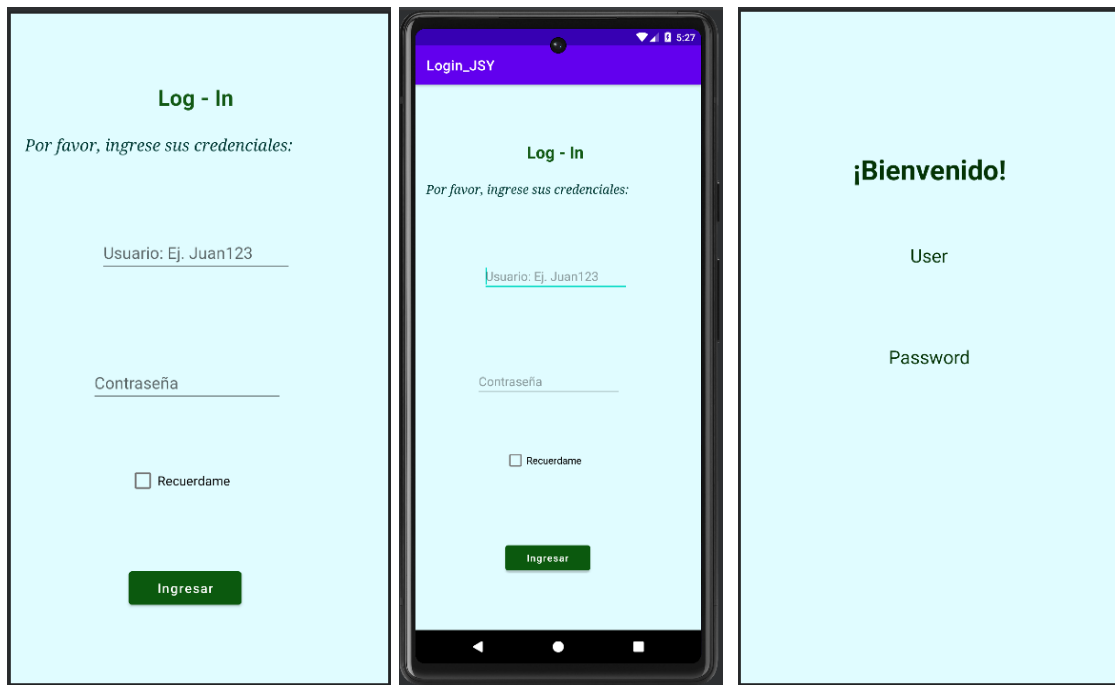 Log - In
Por favor, ingrese sus credenciales:
Usuario: Ej. Juan123
Contraseña
Recuerdame
Ingresar
5:27
Login_JSY
Log - In
Por favor, ingrese sus credenciales:
Usuario: Ej. Juan123
Contraseña
Recuerdame
Ingresar
¡Bienvenido!
User
Password